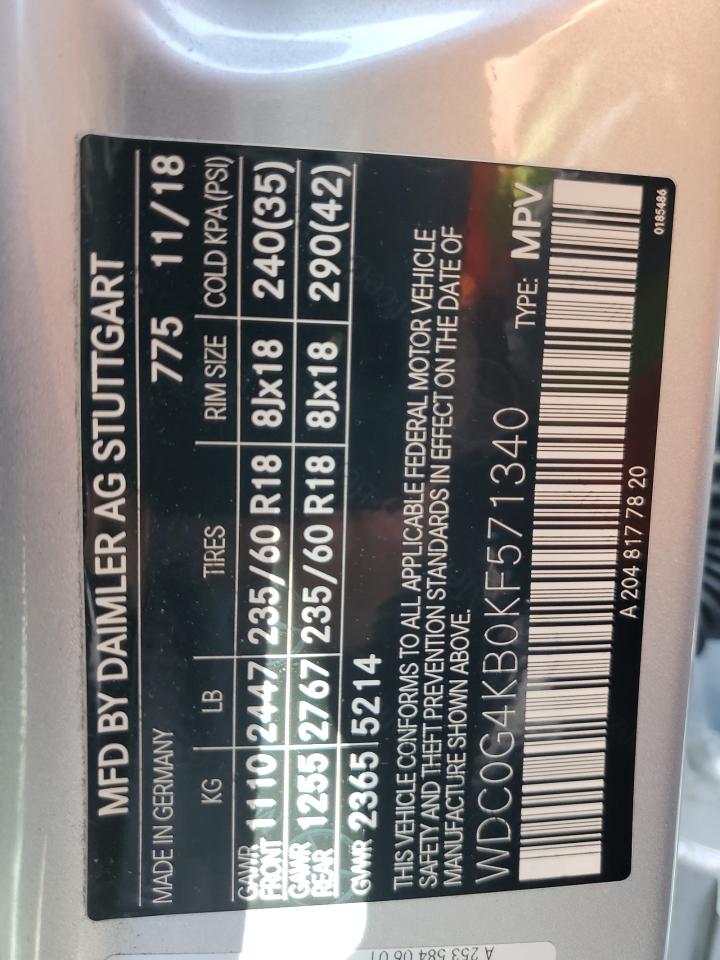 MFD BY DAIMLER AG STUTTGART
MADE IN GERMANY 775 11/18
KG LB TIRES RIM SIZE COLD KPA(PSI)
GAWR FRONT 1110 2447 235/60 R18 8Jx18 240(35)
GAWR REAR 1255 2767 235/60 R18 8Jx18 290(42)
GVWR 2365 5214
THIS VEHICLE CONFORMS TO ALL APPLICABLE FEDERAL MOTOR VEHICLE
SAFETY AND THEFT PREVENTION STANDARDS IN EFFECT ON THE DATE OF
MANUFACTURE SHOWN ABOVE.
WDC0G4KB0KF571340 TYPE: MPV
A 204 817 78 20
0185486
A 253 584 06 01